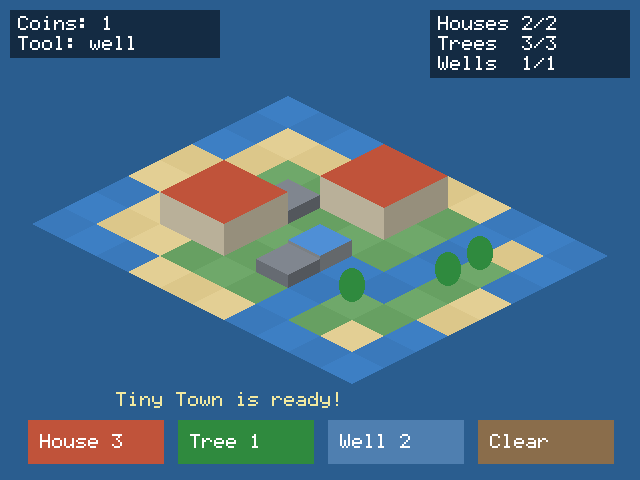 Coins: 1
Tool: well
Houses 2/2
Trees 3/3
Wells 1/1
Tiny Town is ready!
House 3
Tree 1
Well 2
Clear